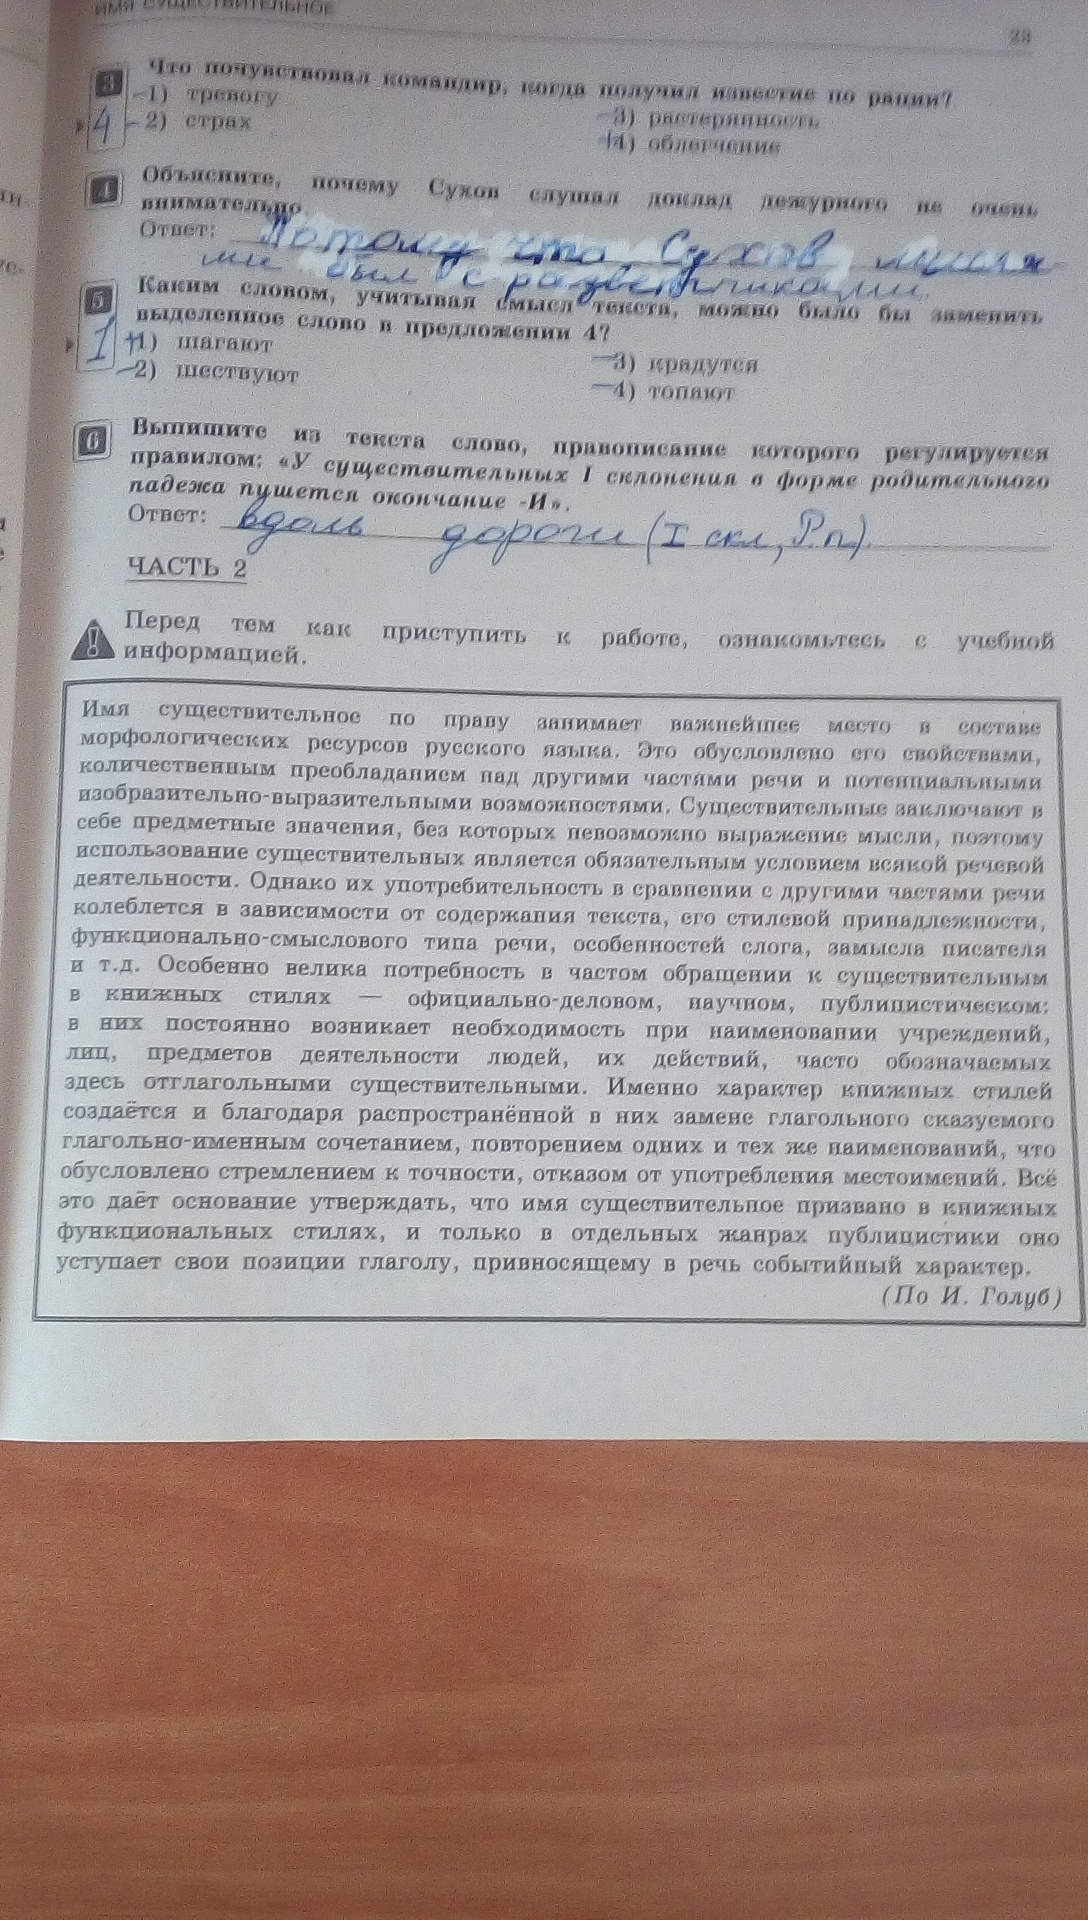 ИМЯ СУЩЕСТВИТЕЛЬНОЕ
23
3 Что почувствовал командир, когда получил известие по рации?
1) тревогу
2) страх
3) растерянность
4) облегчение
4
4 Объясните, почему Сухов слушал доклад дежурного не очень
внимательно.
Ответ: Потому что Сухов мысля
ми был с разведчиками.
5 Каким словом, учитывая смысл текста, можно было бы заменить
выделенное слово в предложении 4?
1 1) шагают
2) шествуют
3) крадутся
4) топают
6 Выпишите из текста слово, правописание которого регулируется
правилом: «У существительных I склонения в форме родительного
падежа пишется окончание -И».
Ответ: вдоль дороги (I скл, Р.п).
ЧАСТЬ 2
Перед тем как приступить к работе, ознакомьтесь с учебной
информацией.
Имя существительное по праву занимает важнейшее место в составе
морфологических ресурсов русского языка. Это обусловлено его свойствами,
количественным преобладанием над другими частями речи и потенциальными
изобразительно-выразительными возможностями. Существительные заключают в
себе предметные значения, без которых невозможно выражение мысли, поэтому
использование существительных является обязательным условием всякой речевой
деятельности. Однако их употребительность в сравнении с другими частями речи
колеблется в зависимости от содержания текста, его стилевой принадлежности,
функционально-смыслового типа речи, особенностей слога, замысла писателя
и т.д. Особенно велика потребность в частом обращении к существительным
в книжных стилях — официально-деловом, научном, публицистическом:
в них постоянно возникает необходимость при наименовании учреждений,
лиц, предметов деятельности людей, их действий, часто обозначаемых
здесь отглагольными существительными. Именно характер книжных стилей
создаётся и благодаря распространённой в них замене глагольного сказуемого
глагольно-именным сочетанием, повторением одних и тех же наименований, что
обусловлено стремлением к точности, отказом от употребления местоимений. Всё
это даёт основание утверждать, что имя существительное призвано в книжных
функциональных стилях, и только в отдельных жанрах публицистики оно
уступает свои позиции глаголу, привносящему в речь событийный характер.
(По И. Голуб)